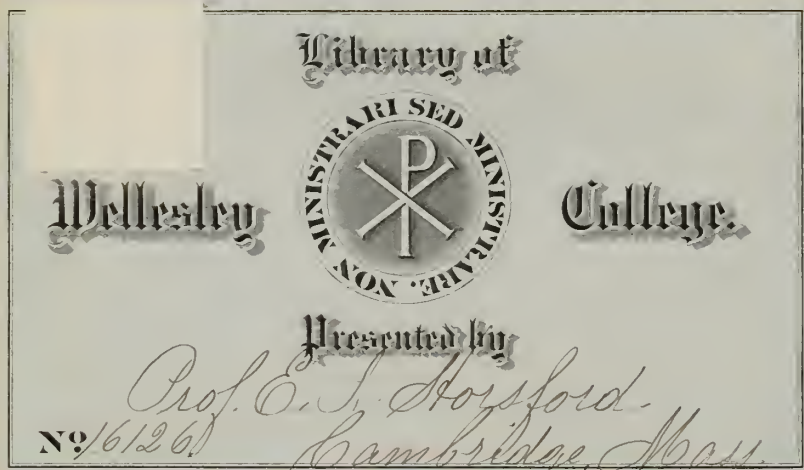 Library of
NON MINISTRARI SED MINISTRARE.
Wellesley
College.
Presented by
Prof. E. N. Horsford.
Nº 16126
Cambridge, Mass.